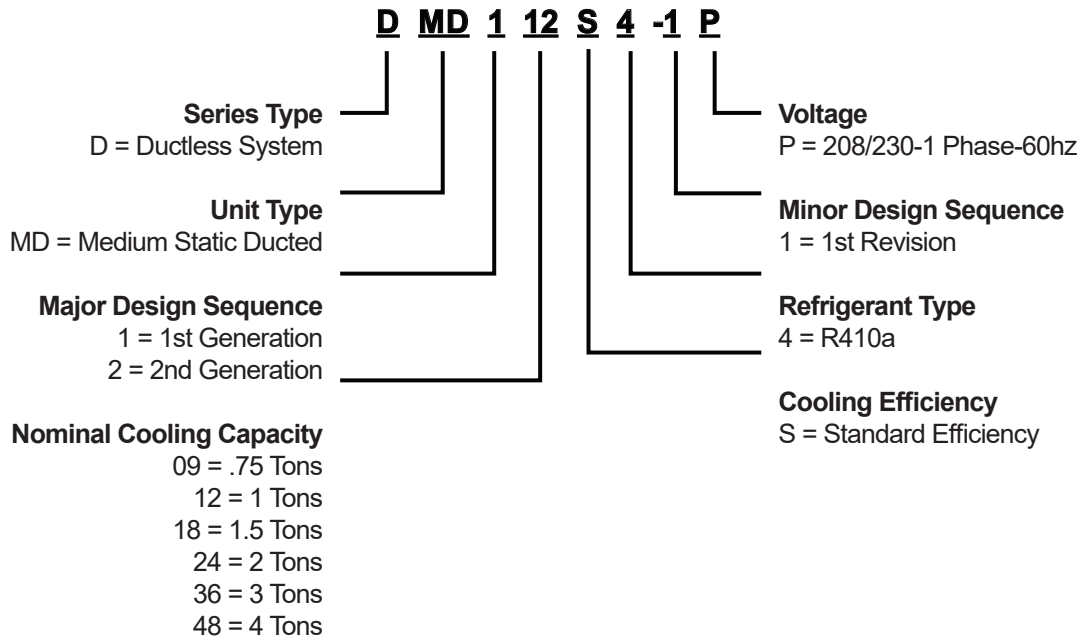 D MD 1 12 S 4 -1 P
Series Type
D = Ductless System
Unit Type
MD = Medium Static Ducted
Major Design Sequence
1 = 1st Generation
2 = 2nd Generation
Nominal Cooling Capacity
09 = .75 Tons
12 = 1 Tons
18 = 1.5 Tons
24 = 2 Tons
36 = 3 Tons
48 = 4 Tons
Voltage
P = 208/230-1 Phase-60hz
Minor Design Sequence
1 = 1st Revision
Refrigerant Type
4 = R410a
Cooling Efficiency
S = Standard Efficiency